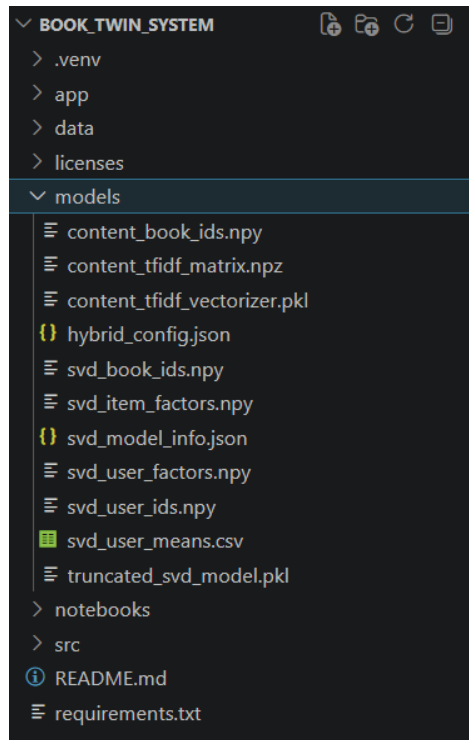 BOOK_TWIN_SYSTEM
.venv
app
data
licenses
models
content_book_ids.npy
content_tfidf_matrix.npz
content_tfidf_vectorizer.pkl
hybrid_config.json
svd_book_ids.npy
svd_item_factors.npy
svd_model_info.json
svd_user_factors.npy
svd_user_ids.npy
svd_user_means.csv
truncated_svd_model.pkl
notebooks
src
README.md
requirements.txt